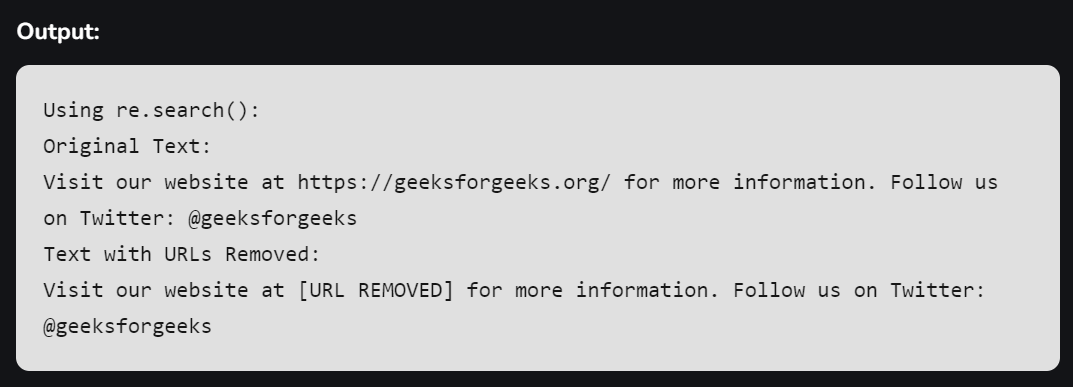 Output:
Using re.search():
Original Text:
Visit our website at https://geeksforgeeks.org/ for more information. Follow us
on Twitter: @geeksforgeeks
Text with URLs Removed:
Visit our website at [URL REMOVED] for more information. Follow us on Twitter:
@geeksforgeeks